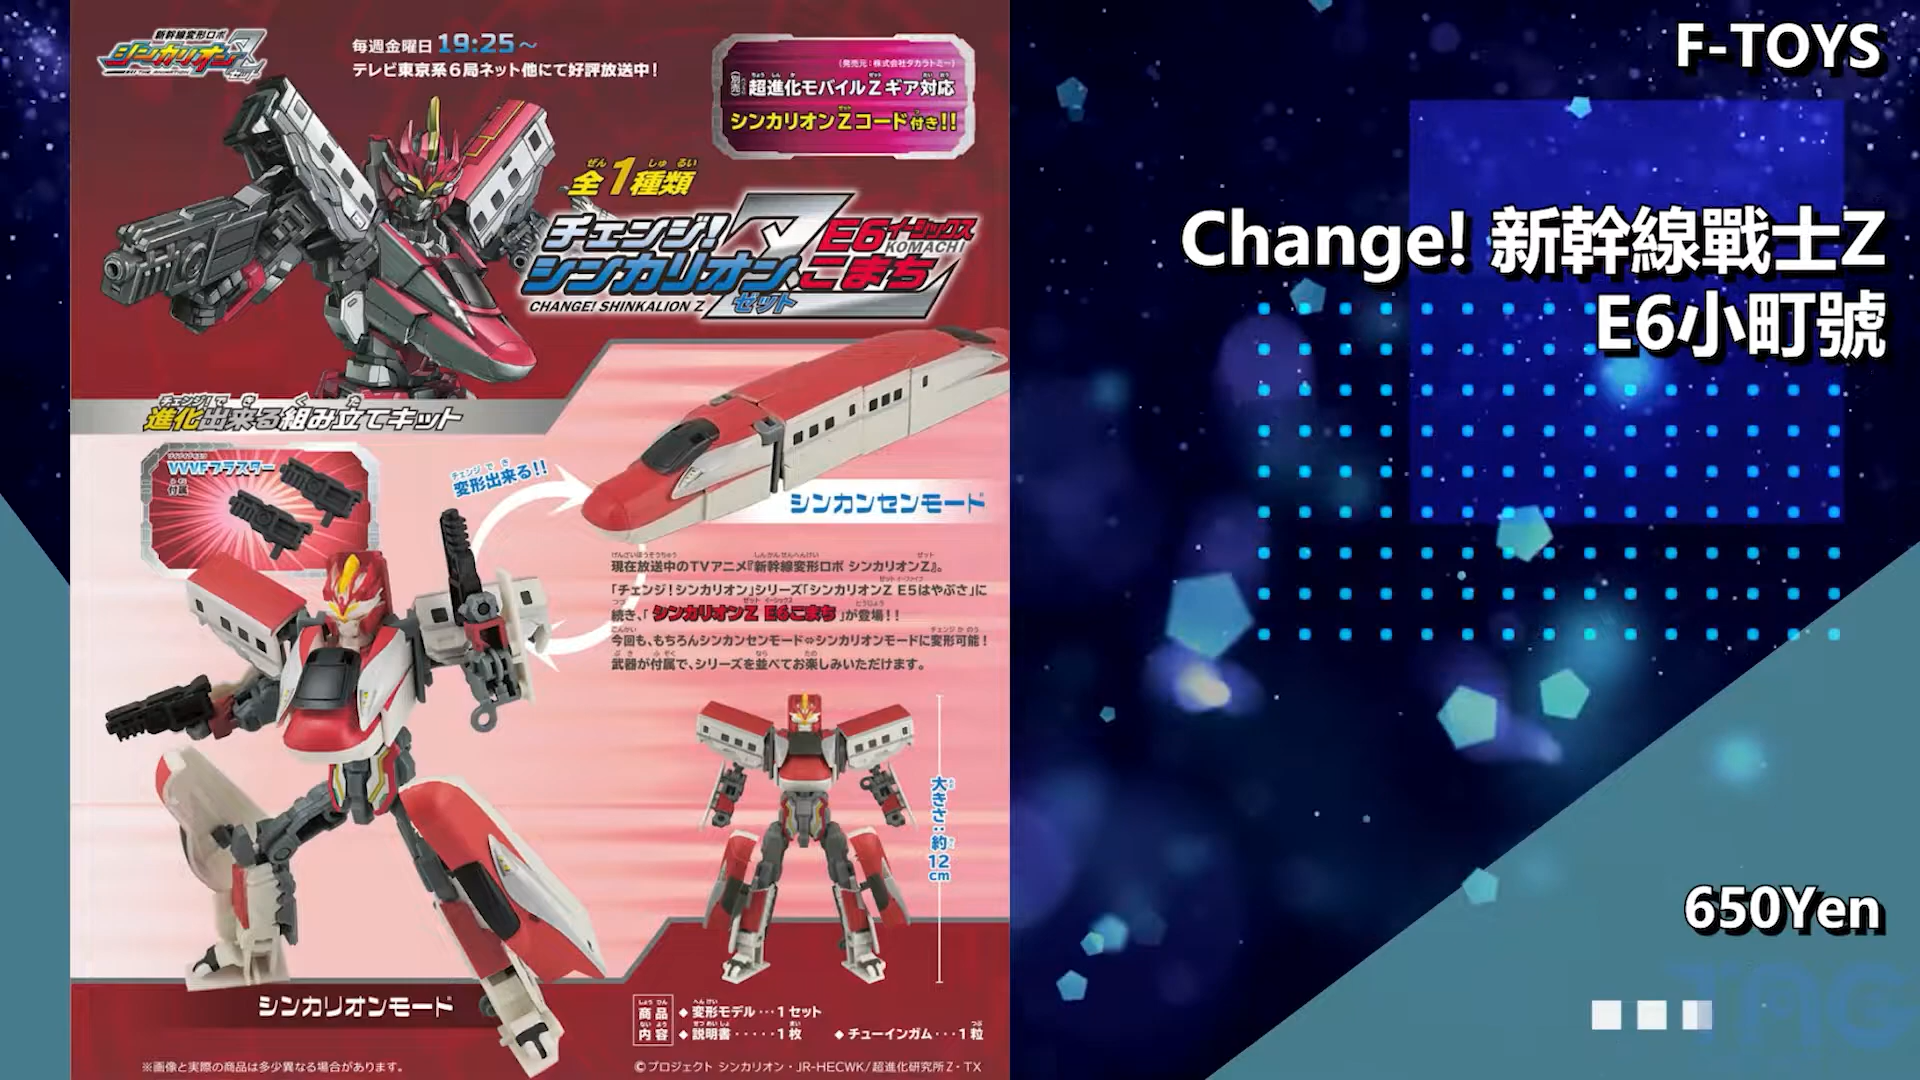 新幹線変形ロボ
シンカリオンZ
ゼット
毎週金曜日19:25～
テレビ東京系6局ネット他にて好評放送中！
（発売元：株式会社タカラトミー）
（別売）超進化モバイルZギア対応
シンカリオンZコード付き!!
全1種類
チェンジ！
シンカリオンZ
ゼット
E6イーシックス
KOMACHI
こまち
CHANGE! SHINKALION Z
進化出来る組み立てキット
VVVFブラスター
付属
変形出来る!!
シンカンセンモード
現在放送中のTVアニメ『新幹線変形ロボ シンカリオンZ』。
「チェンジ！シンカリオン」シリーズ「シンカリオンZ E5はやぶさ」に
続き、「シンカリオンZ E6こまち」が登場！！
今回も、もちろんシンカンセンモード⇔シンカリオンモードに変形可能！
武器が付属で、シリーズを並べてお楽しみいただけます。
大きさ：約12cm
シンカリオンモード
商品内容
◆変形モデル…1セット
◆説明書・・・・・1枚
◆チューインガム…1粒
※画像と実際の商品は多少異なる場合があります。
©プロジェクト シンカリオン・JR-HECWK/超進化研究所Z・TX
F-TOYS
Change! 新幹線戰士Z
E6小町號
650Yen
TAG